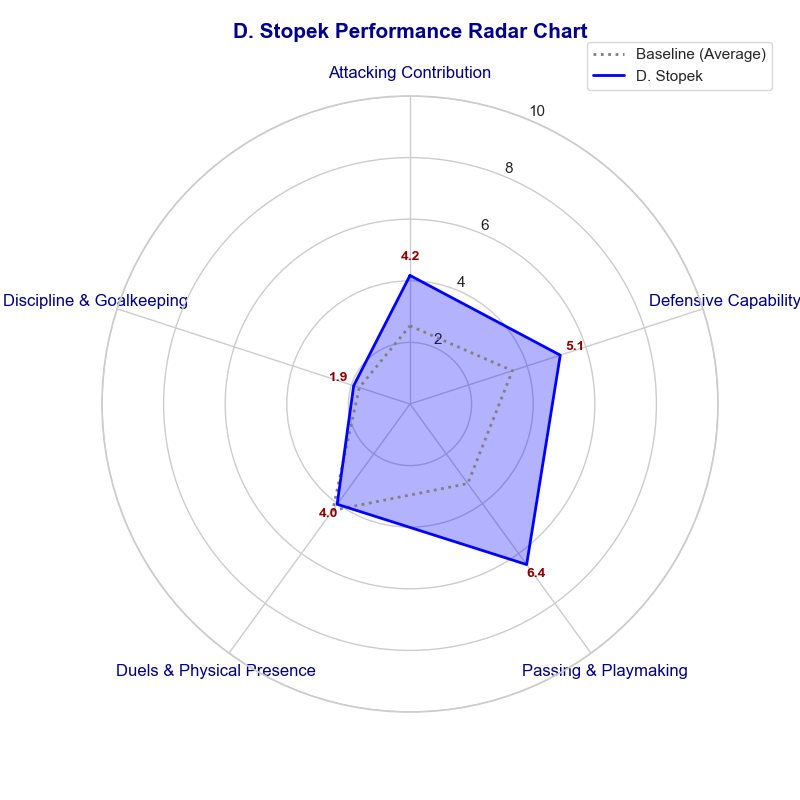 D. Stopek Performance Radar Chart
Baseline (Average)
D. Stopek
Attacking Contribution
10
8
6
4.2
4
Discipline & Goalkeeping
Defensive Capability
2
5.1
1.9
4.0
6.4
Duels & Physical Presence
Passing & Playmaking